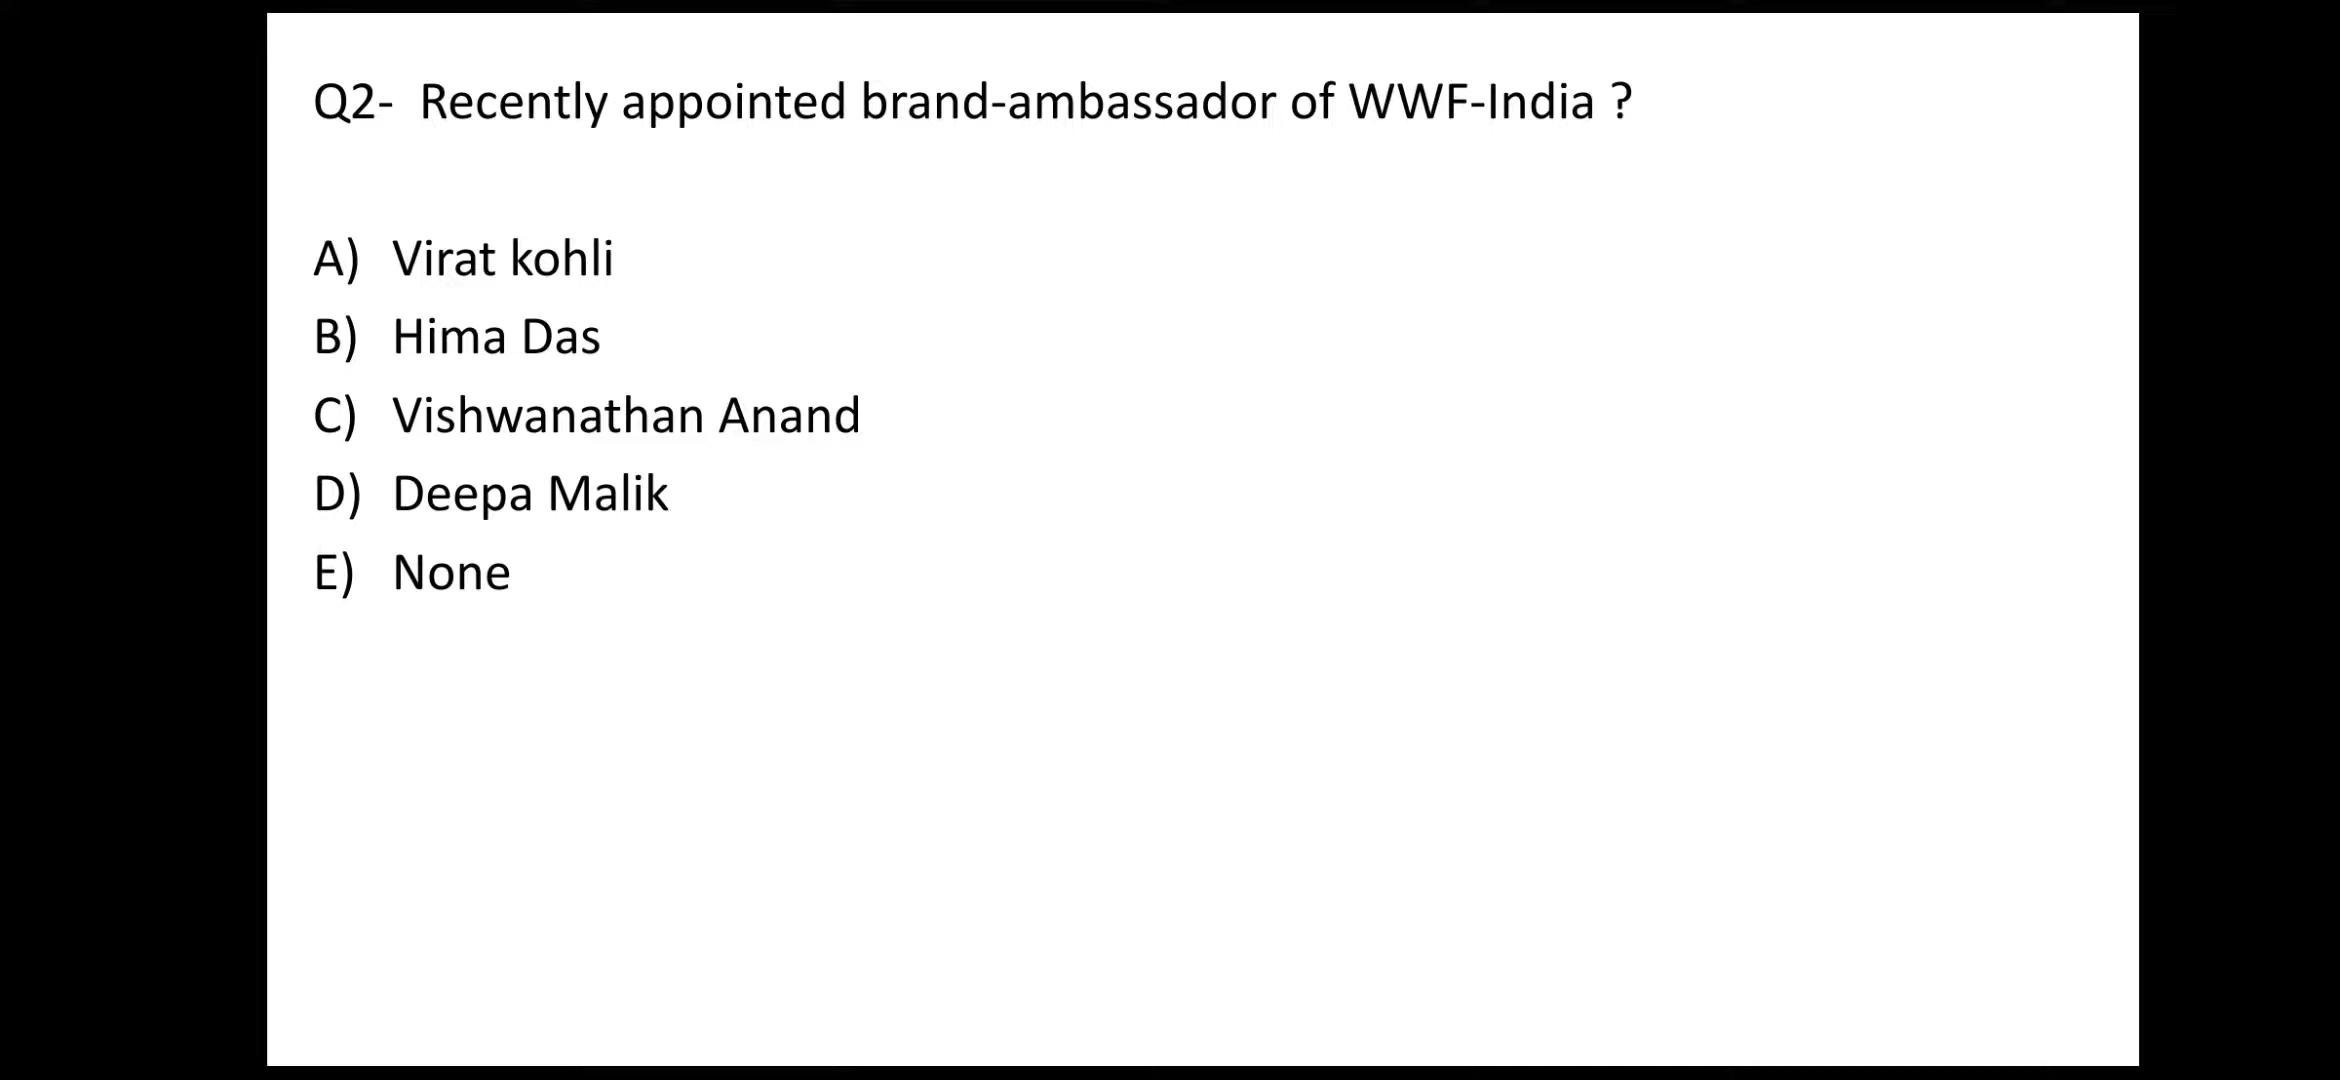 Q2- Recently appointed brand-ambassador of WWF-India ?
A) Virat kohli
B) Hima Das
C) Vishwanathan Anand
D) Deepa Malik
E) None